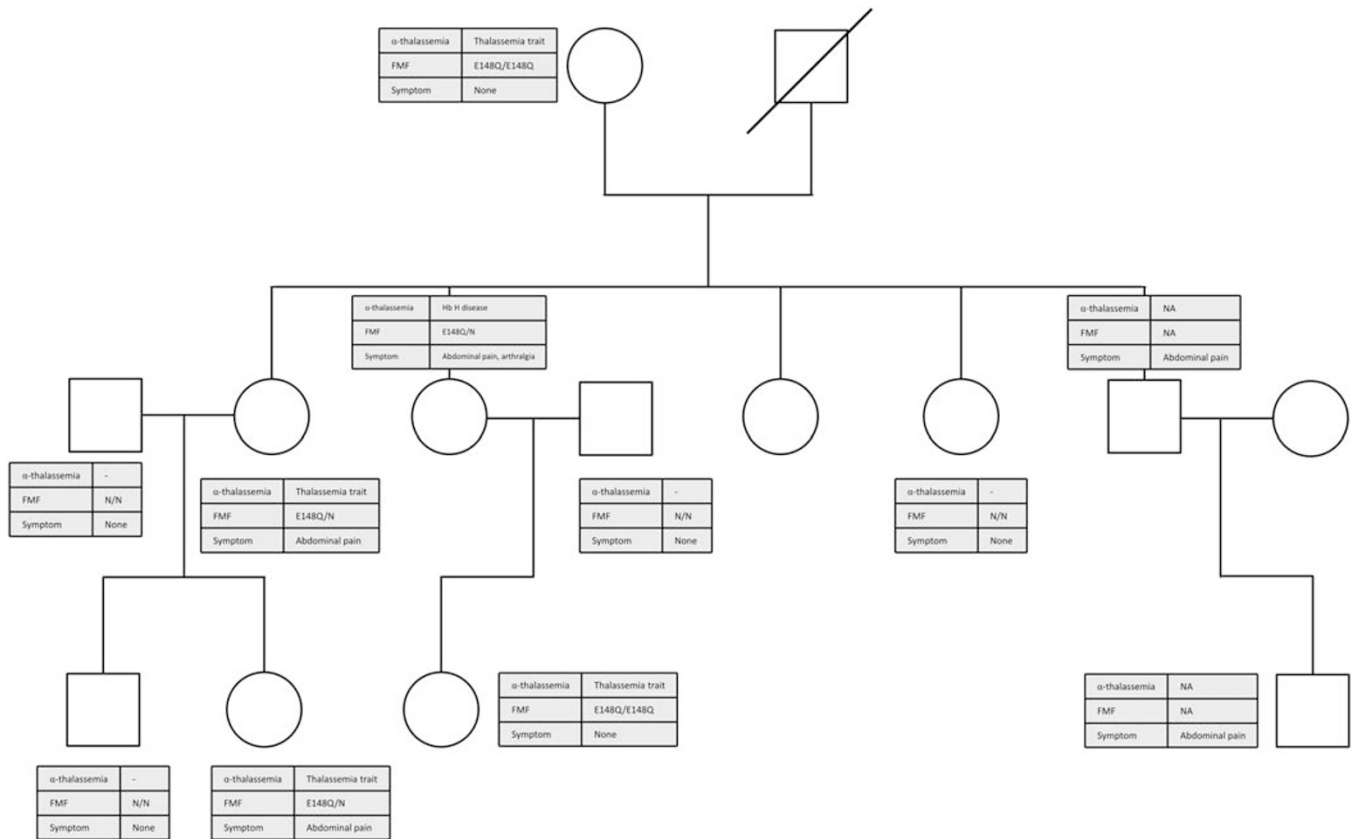 α-thalassemia Thalassemia trait
FMF E148Q/E148Q
Symptom None
α-thalassemia Hb H disease
FMF E148Q/N
Symptom Abdominal pain, arthralgia
α-thalassemia NA
FMF NA
Symptom Abdominal pain
α-thalassemia -
FMF N/N
Symptom None
α-thalassemia Thalassemia trait
FMF E148Q/N
Symptom Abdominal pain
α-thalassemia -
FMF N/N
Symptom None
α-thalassemia -
FMF N/N
Symptom None
α-thalassemia Thalassemia trait
FMF E148Q/E148Q
Symptom None
α-thalassemia NA
FMF NA
Symptom Abdominal pain
α-thalassemia -
FMF N/N
Symptom None
α-thalassemia Thalassemia trait
FMF E148Q/N
Symptom Abdominal pain